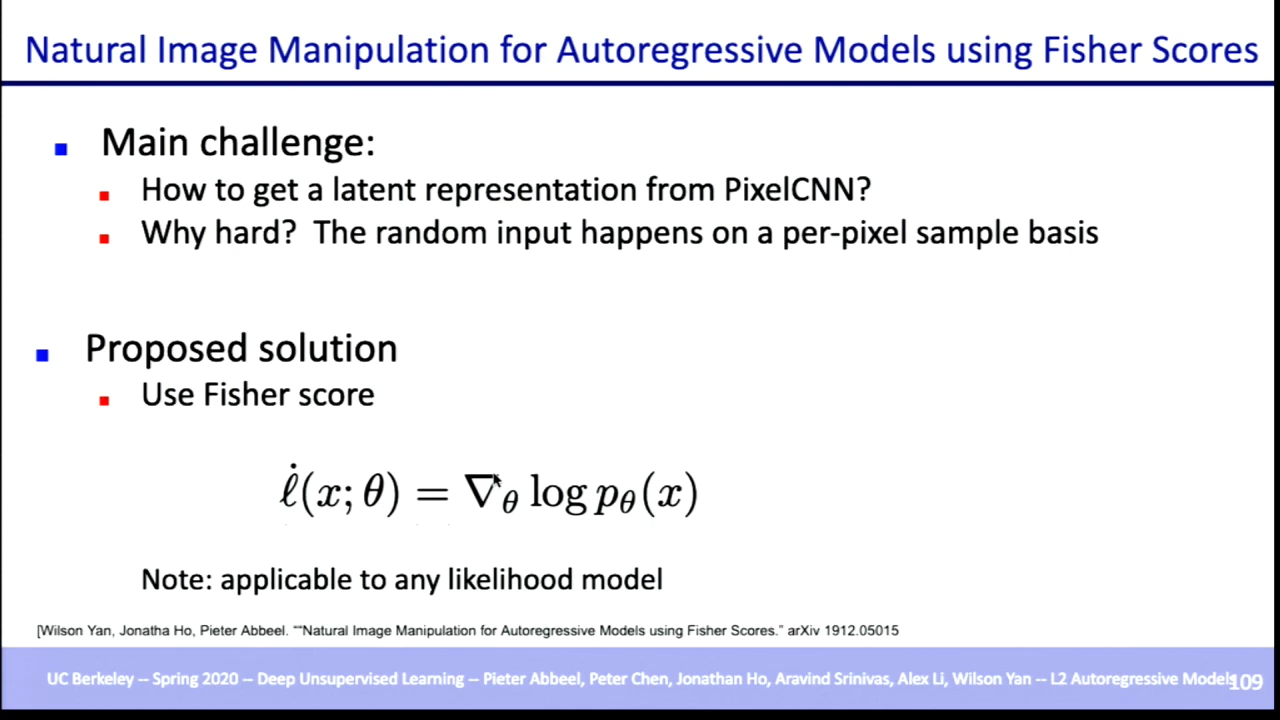 Natural Image Manipulation for Autoregressive Models using Fisher Scores
Main challenge:
How to get a latent representation from PixelCNN?
Why hard? The random input happens on a per-pixel sample basis
Proposed solution
Use Fisher score
ℓ̇(x; θ) = ∇θ log pθ(x)
Note: applicable to any likelihood model
[Wilson Yan, Jonatha Ho, Pieter Abbeel. "“Natural Image Manipulation for Autoregressive Models using Fisher Scores.” arXiv 1912.05015
UC Berkeley -- Spring 2020 -- Deep Unsupervised Learning -- Pieter Abbeel, Peter Chen, Jonathan Ho, Aravind Srinivas, Alex Li, Wilson Yan -- L2 Autoregressive Models 109